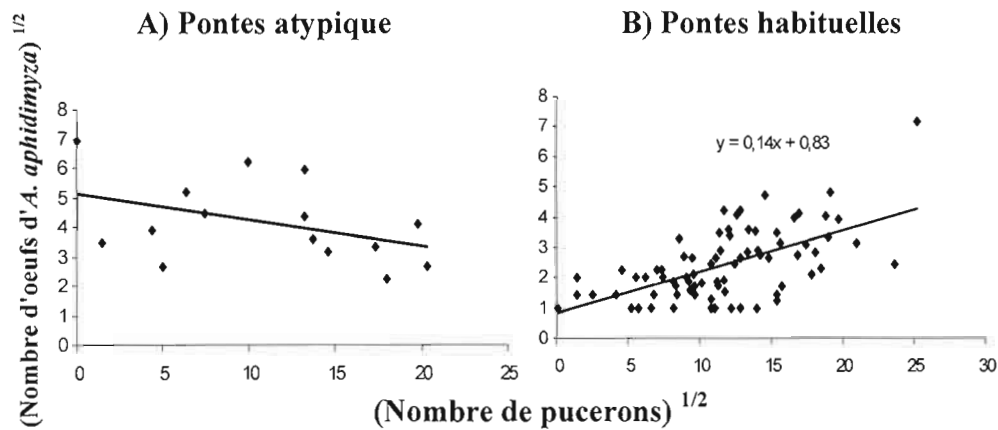 A) Pontes atypique
B) Pontes habituelles
(Nombre d'oeufs d'A. aphidimyza) 1/2
8
7
6
5
4
3
2
1
0
0 5 10 15 20 25
8
7
6
5
4
3
2
1
0
y = 0,14x + 0,83
0 5 10 15 20 25 30
(Nombre de pucerons) 1/2